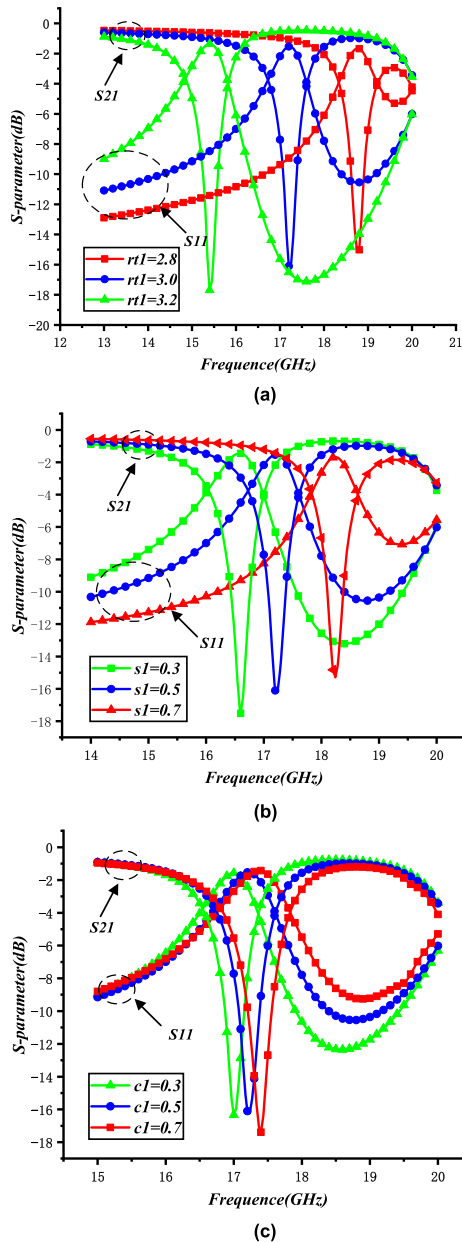 0
-2
-4
-6
-8
-10
-12
-14
-16
-18
-20
S-parameter(dB)
S21
S11
rt1=2.8
rt1=3.0
rt1=3.2
12 13 14 15 16 17 18 19 20 21
Frequence(GHz)
(a)
0
-2
-4
-6
-8
-10
-12
-14
-16
-18
S-parameter(dB)
S21
S11
s1=0.3
s1=0.5
s1=0.7
14 15 16 17 18 19 20
Frequence(GHz)
(b)
0
-2
-4
-6
-8
-10
-12
-14
-16
-18
S-parameter(dB)
S21
S11
c1=0.3
c1=0.5
c1=0.7
15 16 17 18 19 20
Frequence(GHz)
(c)